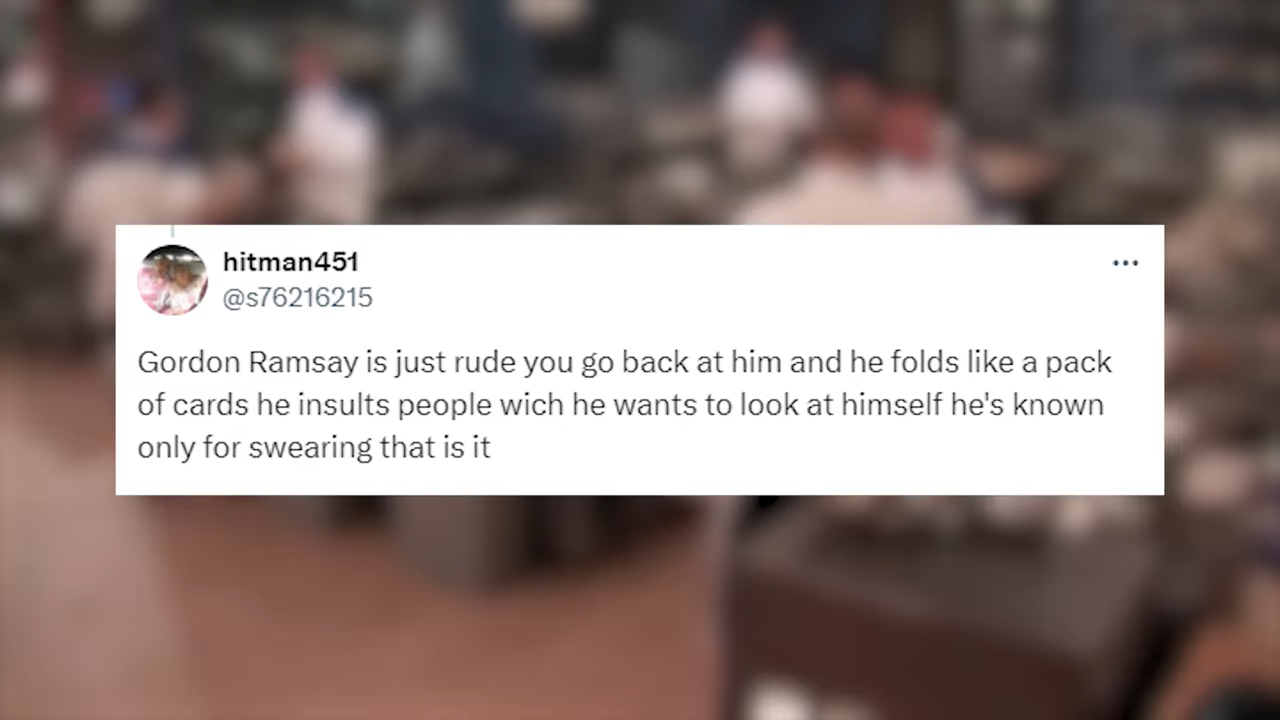 hitman451
@s76216215
Gordon Ramsay is just rude you go back at him and he folds like a pack
of cards he insults people wich he wants to look at himself he's known
only for swearing that is it